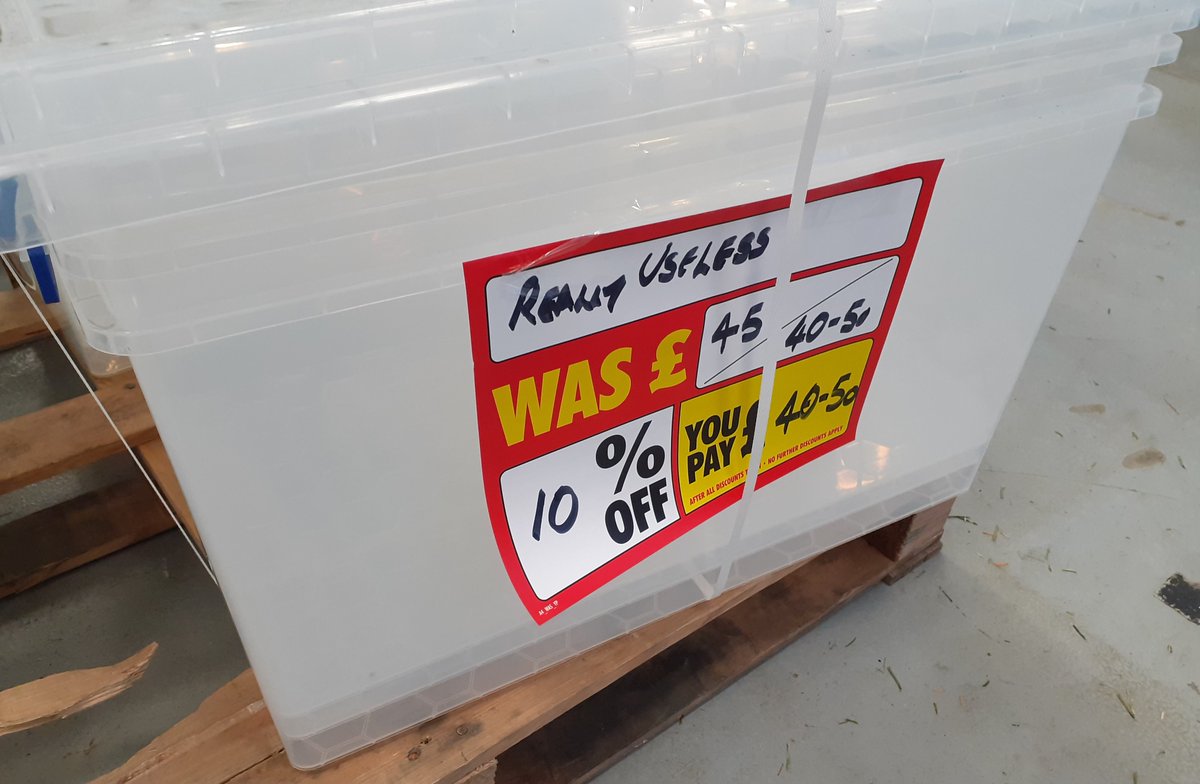 REALLY USELESS
WAS £ 45 40-50
10 % OFF
YOU PAY £ 40-50
AFTER ALL DISCOUNTS · NO FURTHER DISCOUNTS APPLY